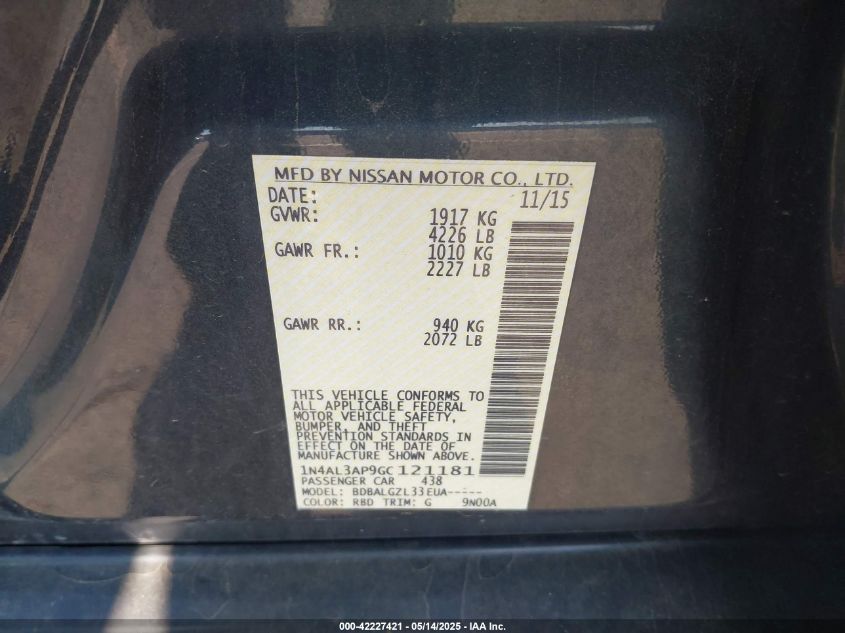 MFD BY NISSAN MOTOR CO., LTD.
DATE: 11/15
GVWR: 1917 KG
4226 LB
GAWR FR.: 1010 KG
2227 LB
GAWR RR.: 940 KG
2072 LB
THIS VEHICLE CONFORMS TO
ALL APPLICABLE FEDERAL
MOTOR VEHICLE SAFETY,
BUMPER, AND THEFT
PREVENTION STANDARDS IN
EFFECT ON THE DATE OF
MANUFACTURE SHOWN ABOVE.
1N4AL3AP9GC121181
PASSENGER CAR 438
MODEL: BDBALGZL33EUA-----
COLOR: RBD TRIM: G 9N00A
000-42227421 - 05/14/2025 - IAA Inc.